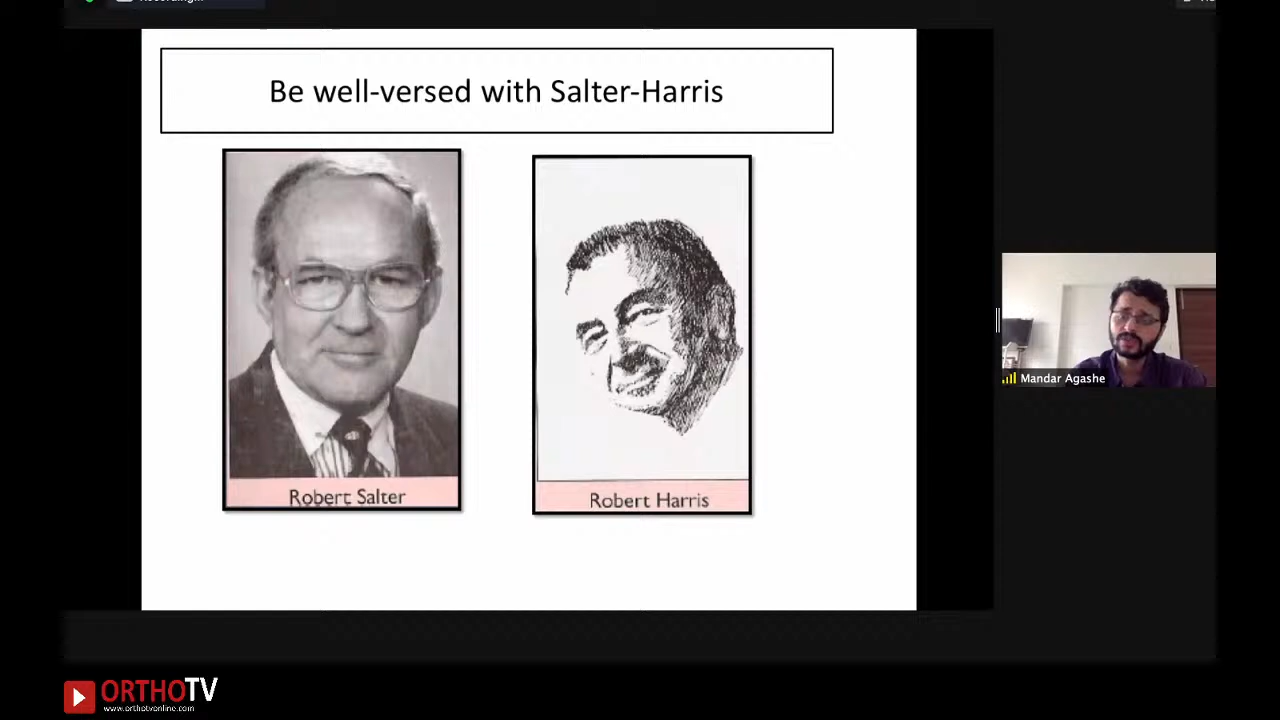 Be well-versed with Salter-Harris
Robert Salter
Robert Harris
Mandar Agashe
ORTHOTV
www.orthotvonline.com